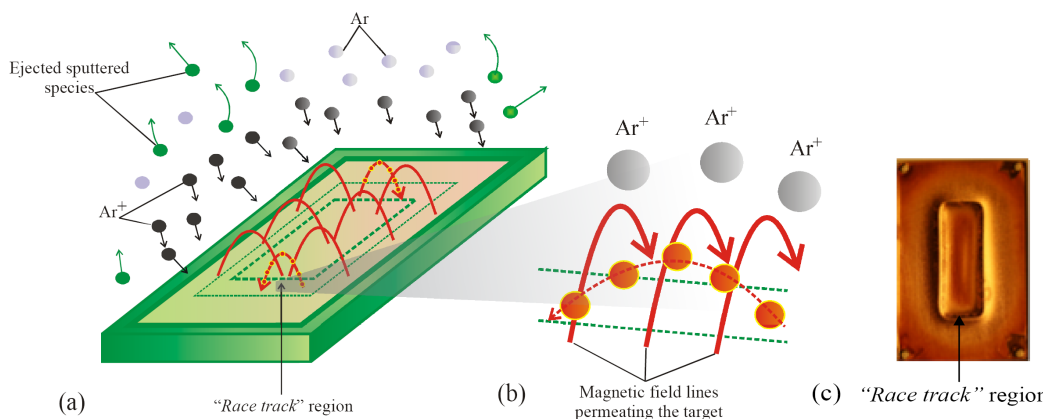 Ar
Ejected sputtered
species
Ar⁺
(a)
“Race track” region
Ar⁺
Ar⁺
Ar⁺
(b)
Magnetic field lines
permeating the target
(c)
“Race track” region